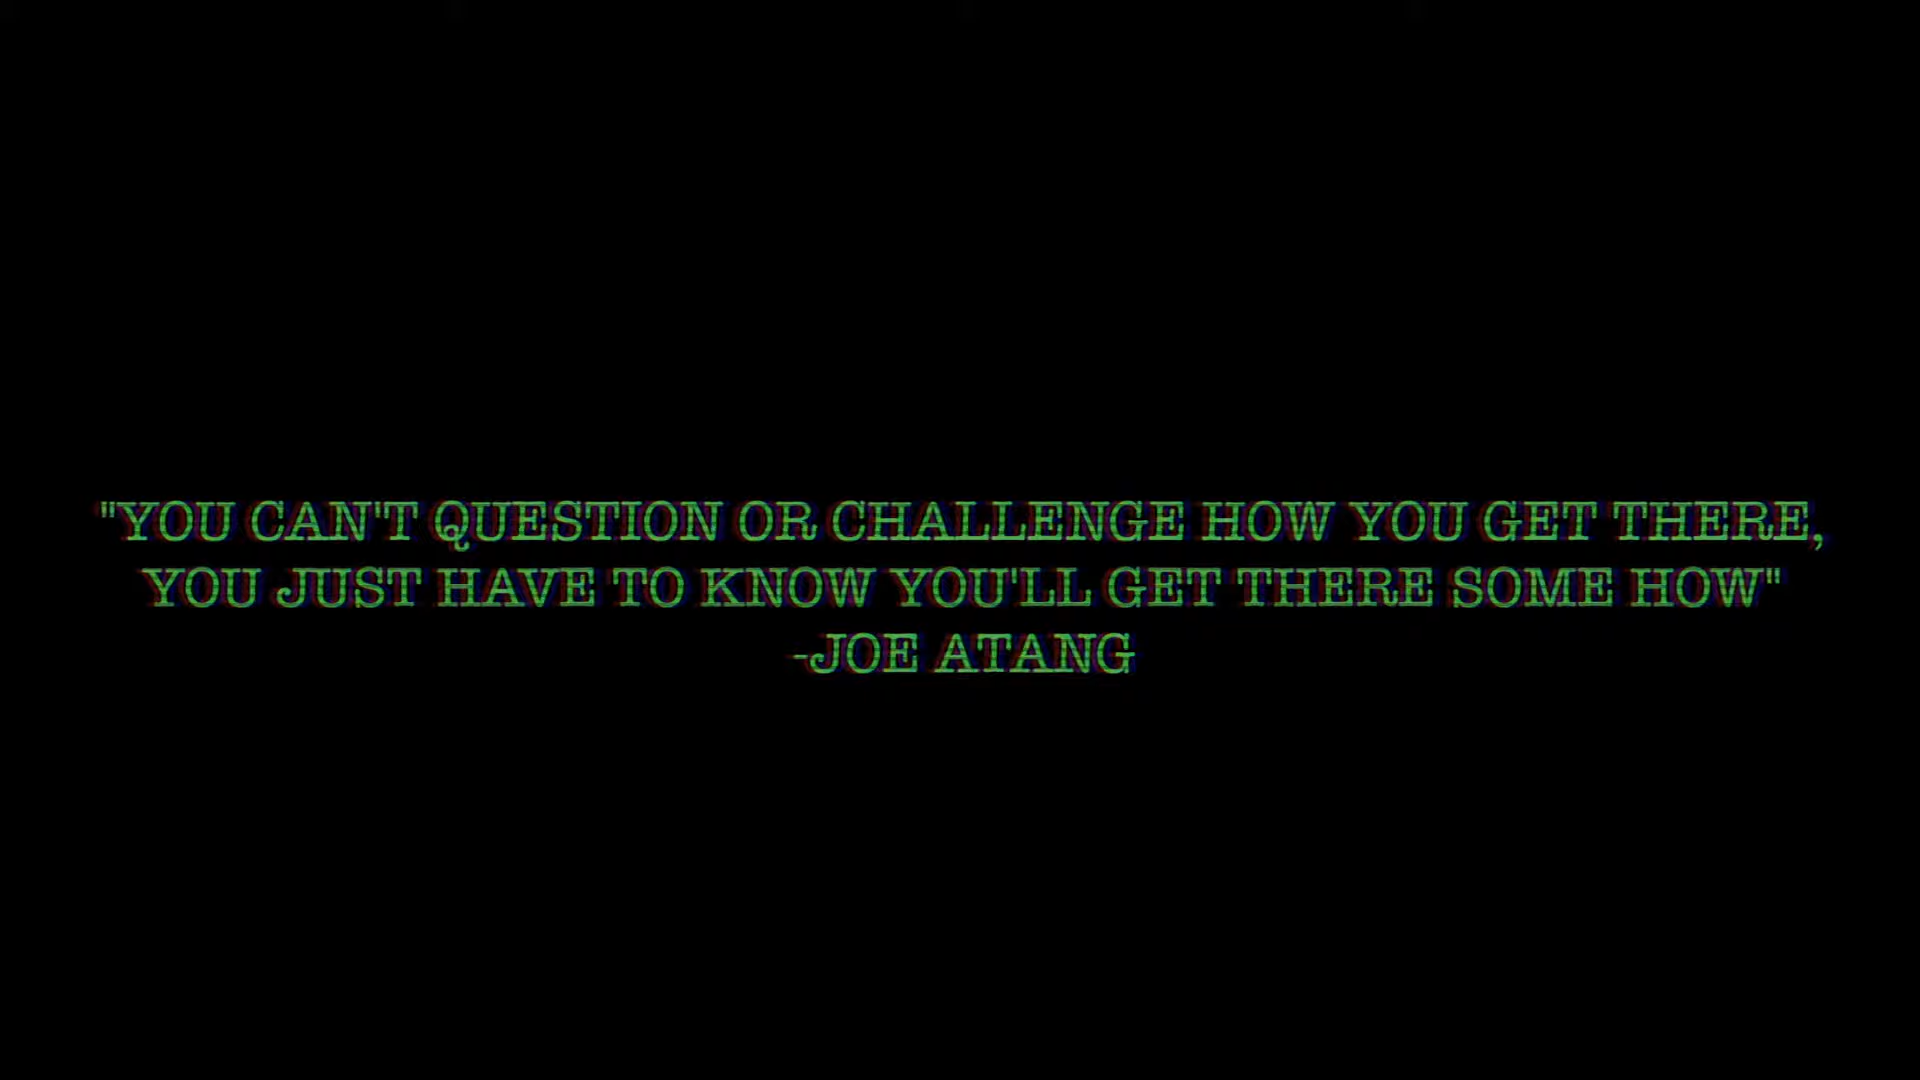 "YOU CAN'T QUESTION OR CHALLENGE HOW YOU GET THERE,
YOU JUST HAVE TO KNOW YOU'LL GET THERE SOME HOW"
-JOE ATANG